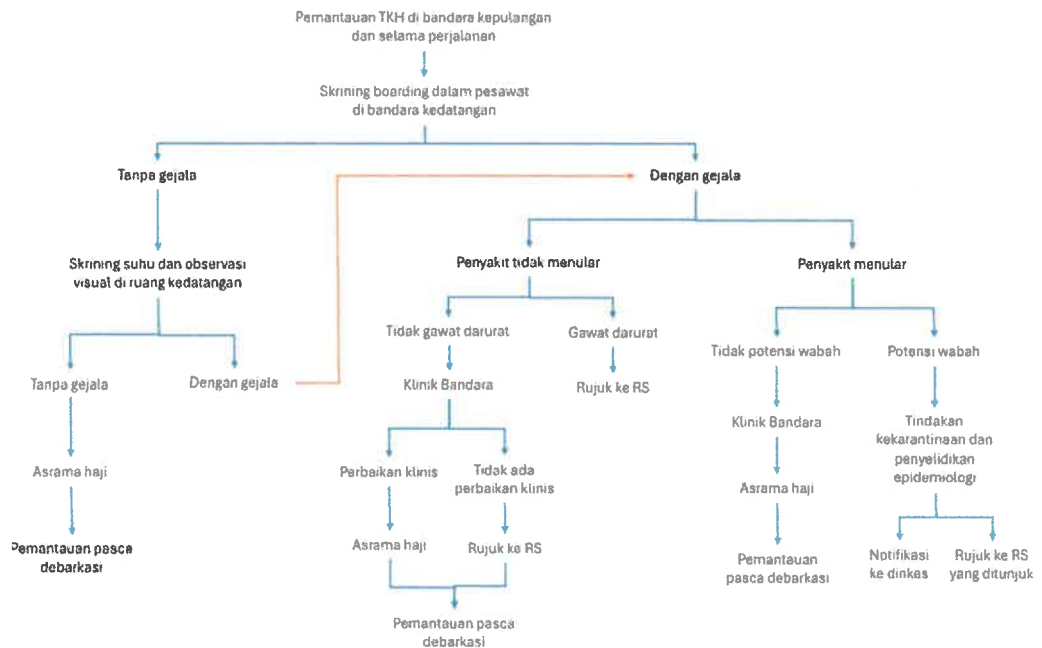 Pemantauan TKH di bandara kepulangan
dan selama perjalanan
Skrining boarding dalam pesawat
di bandara kedatangan
Tanpa gejala
Dengan gejala
Skrining suhu dan observasi
visual di ruang kedatangan
Penyakit tidak menular
Penyakit menular
Tidak gawat darurat
Gawat darurat
Tidak potensi wabah
Potensi wabah
Tanpa gejala
Dengan gejala
Klinik Bandara
Rujuk ke RS
Klinik Bandara
Tindakan
kekarantinaan dan
penyelidikan
epidemiologi
Asrama haji
Perbaikan klinis
Tidak ada
perbaikan klinis
Asrama haji
Pemantauan pasca
debarkasi
Asrama haji
Rujuk ke RS
Pemantauan
pasca debarkasi
Notifikasi
ke dinkes
Rujuk ke RS
yang ditunjuk
Pemantauan pasca
debarkasi